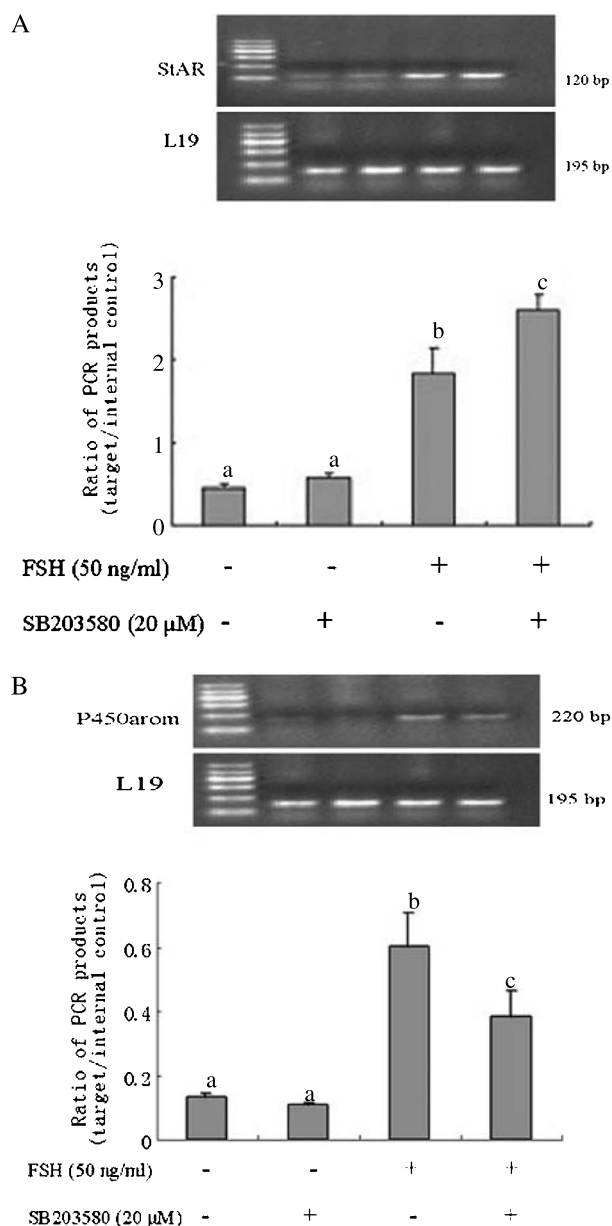 A
StAR
120 bp
L19
195 bp
Ratio of PCR products
(target/internal control)
3
2
1
0
a
a
b
c
FSH (50 ng/ml) - - + +
SB203580 (20 μM) - + - +
B
P450arom
220 bp
L19
195 bp
Ratio of PCR products
(target/internal control)
0.8
0.6
0.4
0.2
0
a
a
b
c
FSH (50 ng/ml) - - + +
SB203580 (20 μM) - + - +